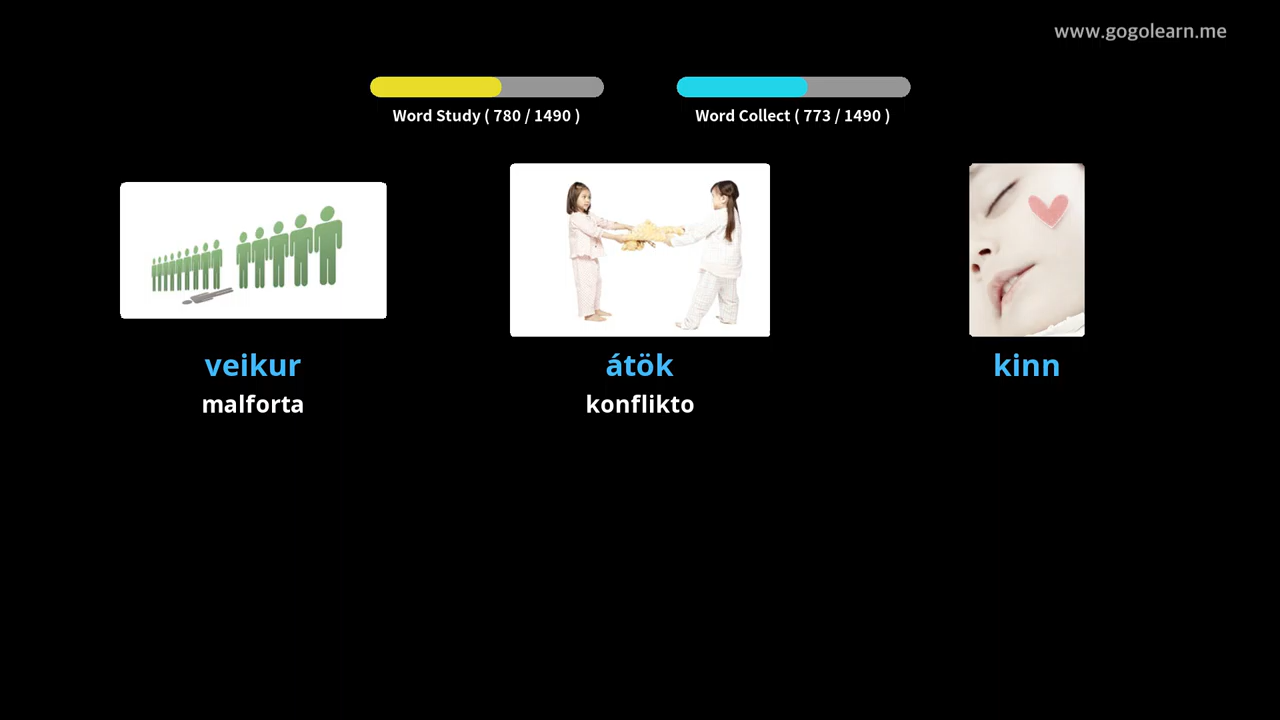 www.gogolearn.me
Word Study ( 780 / 1490 )
Word Collect ( 773 / 1490 )
veikur
malforta
átök
konflikto
kinn